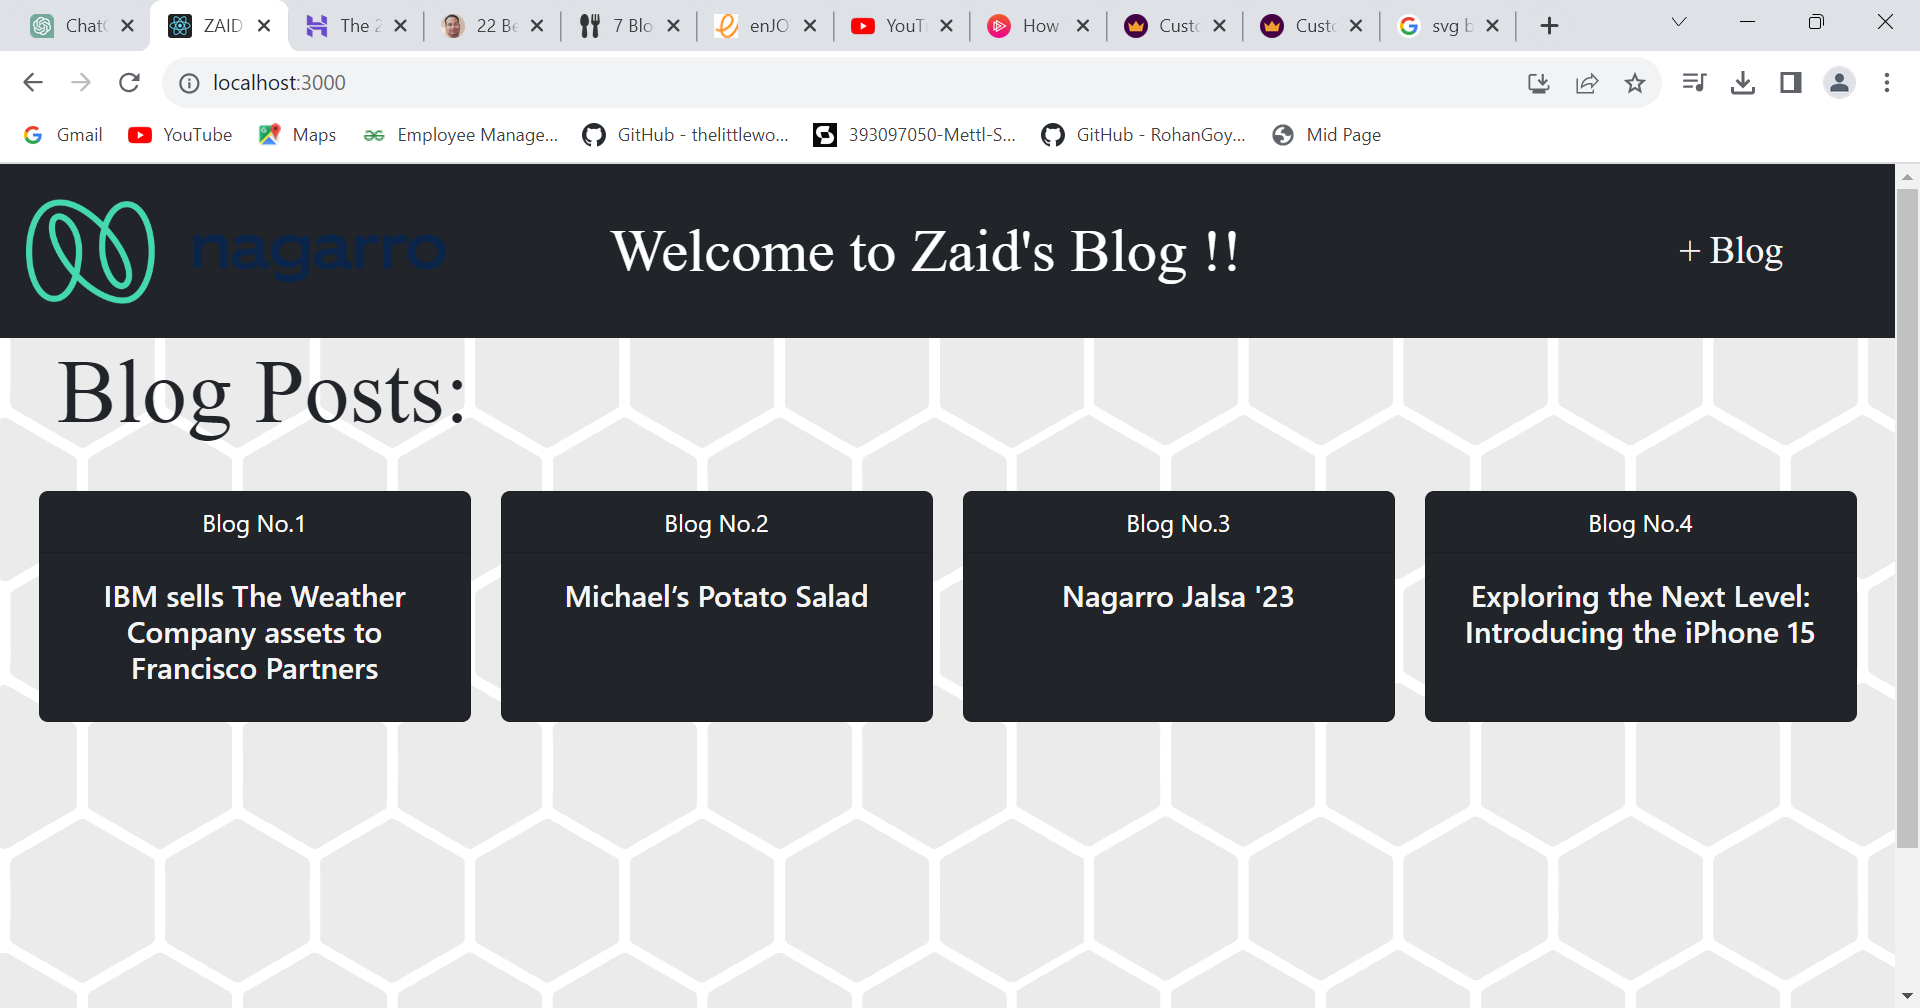 ChatG
ZAID
The 2
22 Be
7 Blo
enJO
YouTu
How
Custo
Custo
svg b
localhost:3000
Gmail
YouTube
Maps
Employee Manage...
GitHub - thelittlewo...
393097050-Mettl-S...
GitHub - RohanGoy...
Mid Page
nagarro
Welcome to Zaid's Blog !!
+ Blog
Blog Posts:
Blog No.1
IBM sells The Weather
Company assets to
Francisco Partners
Blog No.2
Michael’s Potato Salad
Blog No.3
Nagarro Jalsa '23
Blog No.4
Exploring the Next Level:
Introducing the iPhone 15